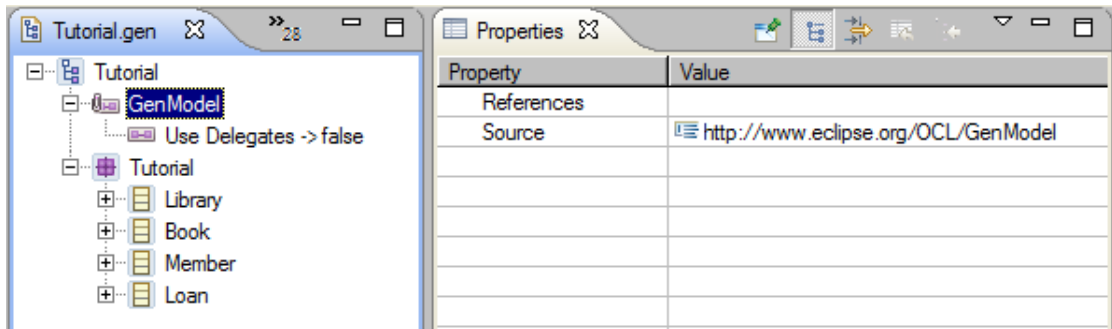 Tutorial.gen
»28
Tutorial
GenModel
Use Delegates -> false
Tutorial
Library
Book
Member
Loan
Properties
Property Value
References
Source http://www.eclipse.org/OCL/GenModel